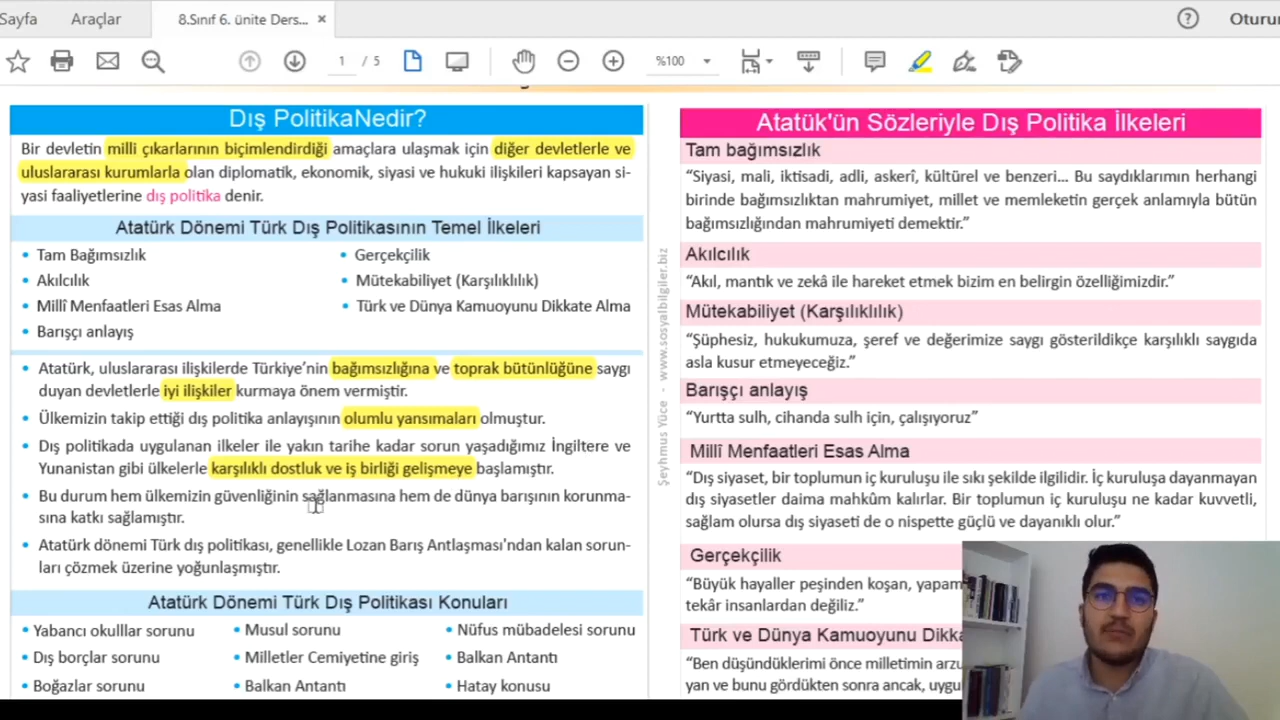 Sayfa
Araçlar
8.Sınıf 6. ünite Ders...
×
?
Oturu
1 / 5
%100
Dış PolitikaNedir?
Bir devletin milli çıkarlarının biçimlendirdiği amaçlara ulaşmak için diğer devletlerle ve
uluslararası kurumlarla olan diplomatik, ekonomik, siyasi ve hukuki ilişkileri kapsayan si-
yasi faaliyetlerine dış politika denir.
Atatürk Dönemi Türk Dış Politikasının Temel İlkeleri
• Tam Bağımsızlık
• Akılcılık
• Millî Menfaatleri Esas Alma
• Barışçı anlayış
• Gerçekçilik
• Mütekabiliyet (Karşılıklılık)
• Türk ve Dünya Kamuoyunu Dikkate Alma
• Atatürk, uluslararası ilişkilerde Türkiye’nin bağımsızlığına ve toprak bütünlüğüne saygı
duyan devletlerle iyi ilişkiler kurmaya önem vermiştir.
• Ülkemizin takip ettiği dış politika anlayışının olumlu yansımaları olmuştur.
• Dış politikada uygulanan ilkeler ile yakın tarihe kadar sorun yaşadığımız İngiltere ve
Yunanistan gibi ülkelerle karşılıklı dostluk ve iş birliği gelişmeye başlamıştır.
• Bu durum hem ülkemizin güvenliğinin sağlanmasına hem de dünya barışının korunma-
sına katkı sağlamıştır.
• Atatürk dönemi Türk dış politikası, genellikle Lozan Barış Antlaşması'ndan kalan sorun-
ları çözmek üzerine yoğunlaşmıştır.
Atatürk Dönemi Türk Dış Politikası Konuları
• Yabancı okulllar sorunu
• Musul sorunu
• Nüfus mübadelesi sorunu
• Dış borçlar sorunu
• Milletler Cemiyetine giriş
• Balkan Antantı
• Boğazlar sorunu
• Balkan Antantı
• Hatay konusu
Şeyhmus Yüce - www.sosyalbilgiler.biz
Atatük'ün Sözleriyle Dış Politika İlkeleri
Tam bağımsızlık
“Siyasi, mali, iktisadi, adli, askerî, kültürel ve benzeri... Bu saydıklarımın herhangi
birinde bağımsızlıktan mahrumiyet, millet ve memleketin gerçek anlamıyla bütün
bağımsızlığından mahrumiyeti demektir.”
Akılcılık
“Akıl, mantık ve zekâ ile hareket etmek bizim en belirgin özelliğimizdir.”
Mütekabiliyet (Karşılıklılık)
“Şüphesiz, hukukumuza, şeref ve değerimize saygı gösterildikçe karşılıklı saygıda
asla kusur etmeyeceğiz.”
Barışçı anlayış
“Yurtta sulh, cihanda sulh için, çalışıyoruz”
Millî Menfaatleri Esas Alma
“Dış siyaset, bir toplumun iç kuruluşu ile sıkı şekilde ilgilidir. İç kuruluşa dayanmayan
dış siyasetler daima mahkûm kalırlar. Bir toplumun iç kuruluşu ne kadar kuvvetli,
sağlam olursa dış siyaseti de o nispette güçlü ve dayanıklı olur.”
Gerçekçilik
“Büyük hayaller peşinden koşan, yapam
tekâr insanlardan değiliz.”
Türk ve Dünya Kamuoyunu Dikka
“Ben düşündüklerimi önce milletimin arzu
yan ve bunu gördükten sonra ancak, uygu